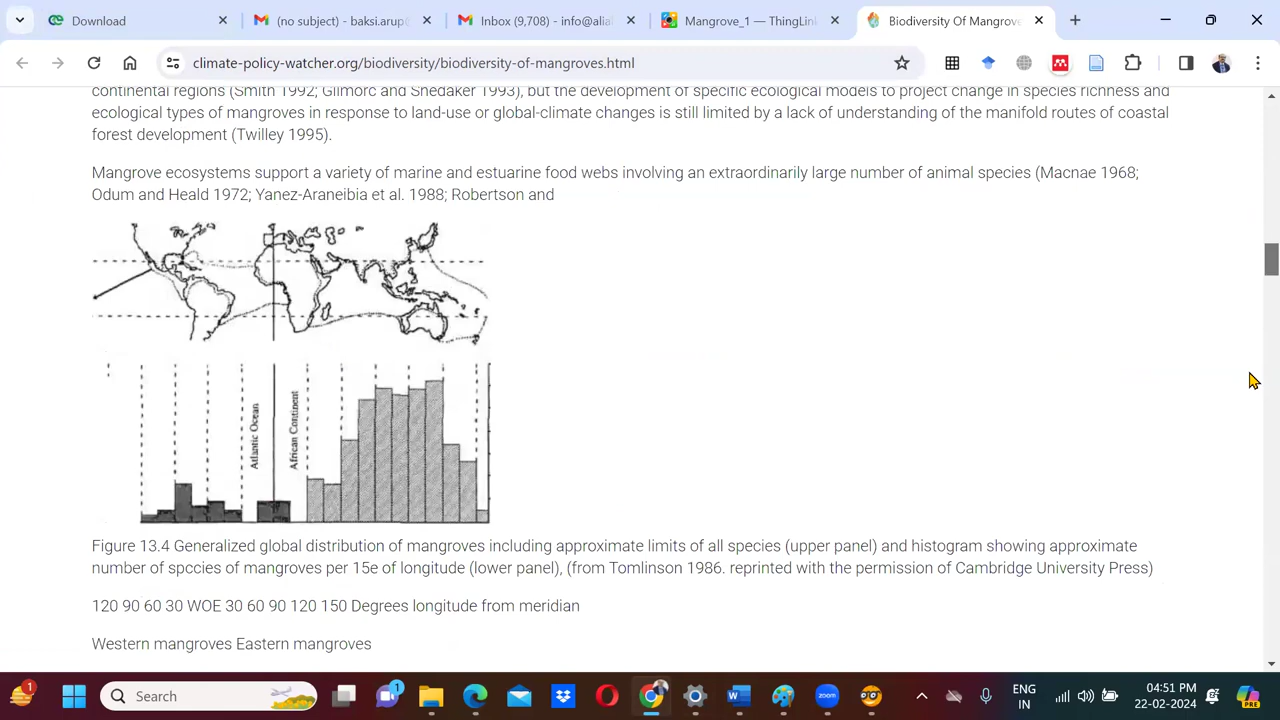 Download
(no subject) - baksi.arup
Inbox (9,708) - info@alia
Mangrove_1 — ThingLink
Biodiversity Of Mangrove
climate-policy-watcher.org/biodiversity/biodiversity-of-mangroves.html
continental regions (Smith 1992; Gilmorc and Snedaker 1993), but the development of specific ecological models to project change in species richness and
ecological types of mangroves in response to land-use or global-climate changes is still limited by a lack of understanding of the manifold routes of coastal
forest development (Twilley 1995).
Mangrove ecosystems support a variety of marine and estuarine food webs involving an extraordinarily large number of animal species (Macnae 1968;
Odum and Heald 1972; Yanez-Araneibia et al. 1988; Robertson and
Atlantic Ocean
African Continent
Figure 13.4 Generalized global distribution of mangroves including approximate limits of all species (upper panel) and histogram showing approximate
number of spccies of mangroves per 15e of longitude (lower panel), (from Tomlinson 1986. reprinted with the permission of Cambridge University Press)
120 90 60 30 WOE 30 60 90 120 150 Degrees longitude from meridian
Western mangroves Eastern mangroves
1
Search
1
zoom
ENG
IN
04:51 PM
22-02-2024
PRE